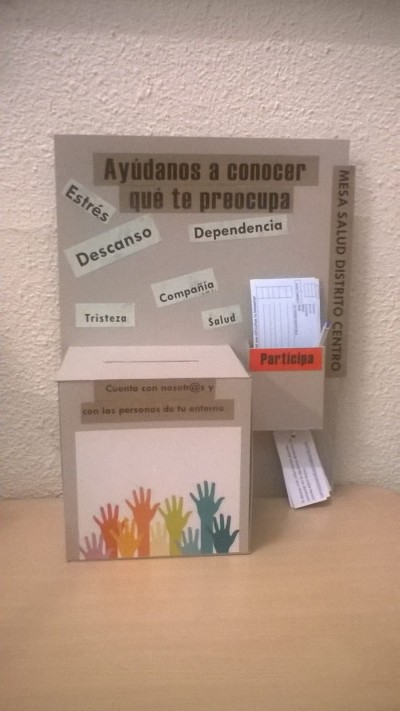 Ayúdanos a conocer
qué te preocupa
Estrés
Descanso
Dependencia
Compañía
Tristeza
Salud
MESA SALUD DISTRITO CENTRO
Participa
Cuenta con nosotr@s y
con las personas de tu entorno